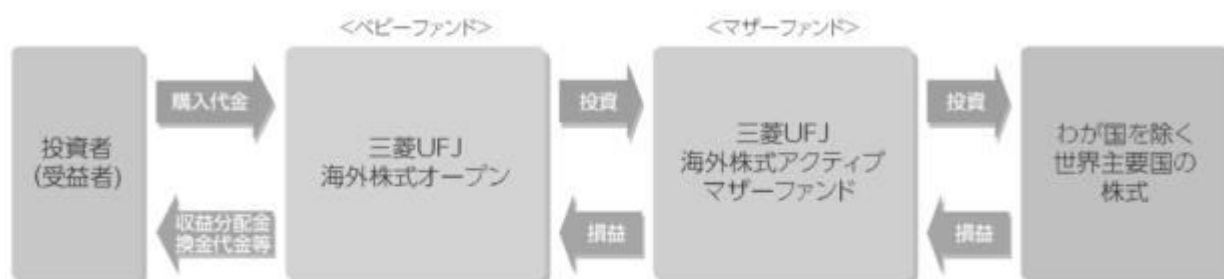 <ベビーファンド>
<マザーファンド>
投資者
(受益者)
購入代金
収益分配金
換金代金等
三菱UFJ
海外株式オープン
投資
損益
三菱UFJ
海外株式アクティブ
マザーファンド
投資
損益
わが国を除く
世界主要国の
株式